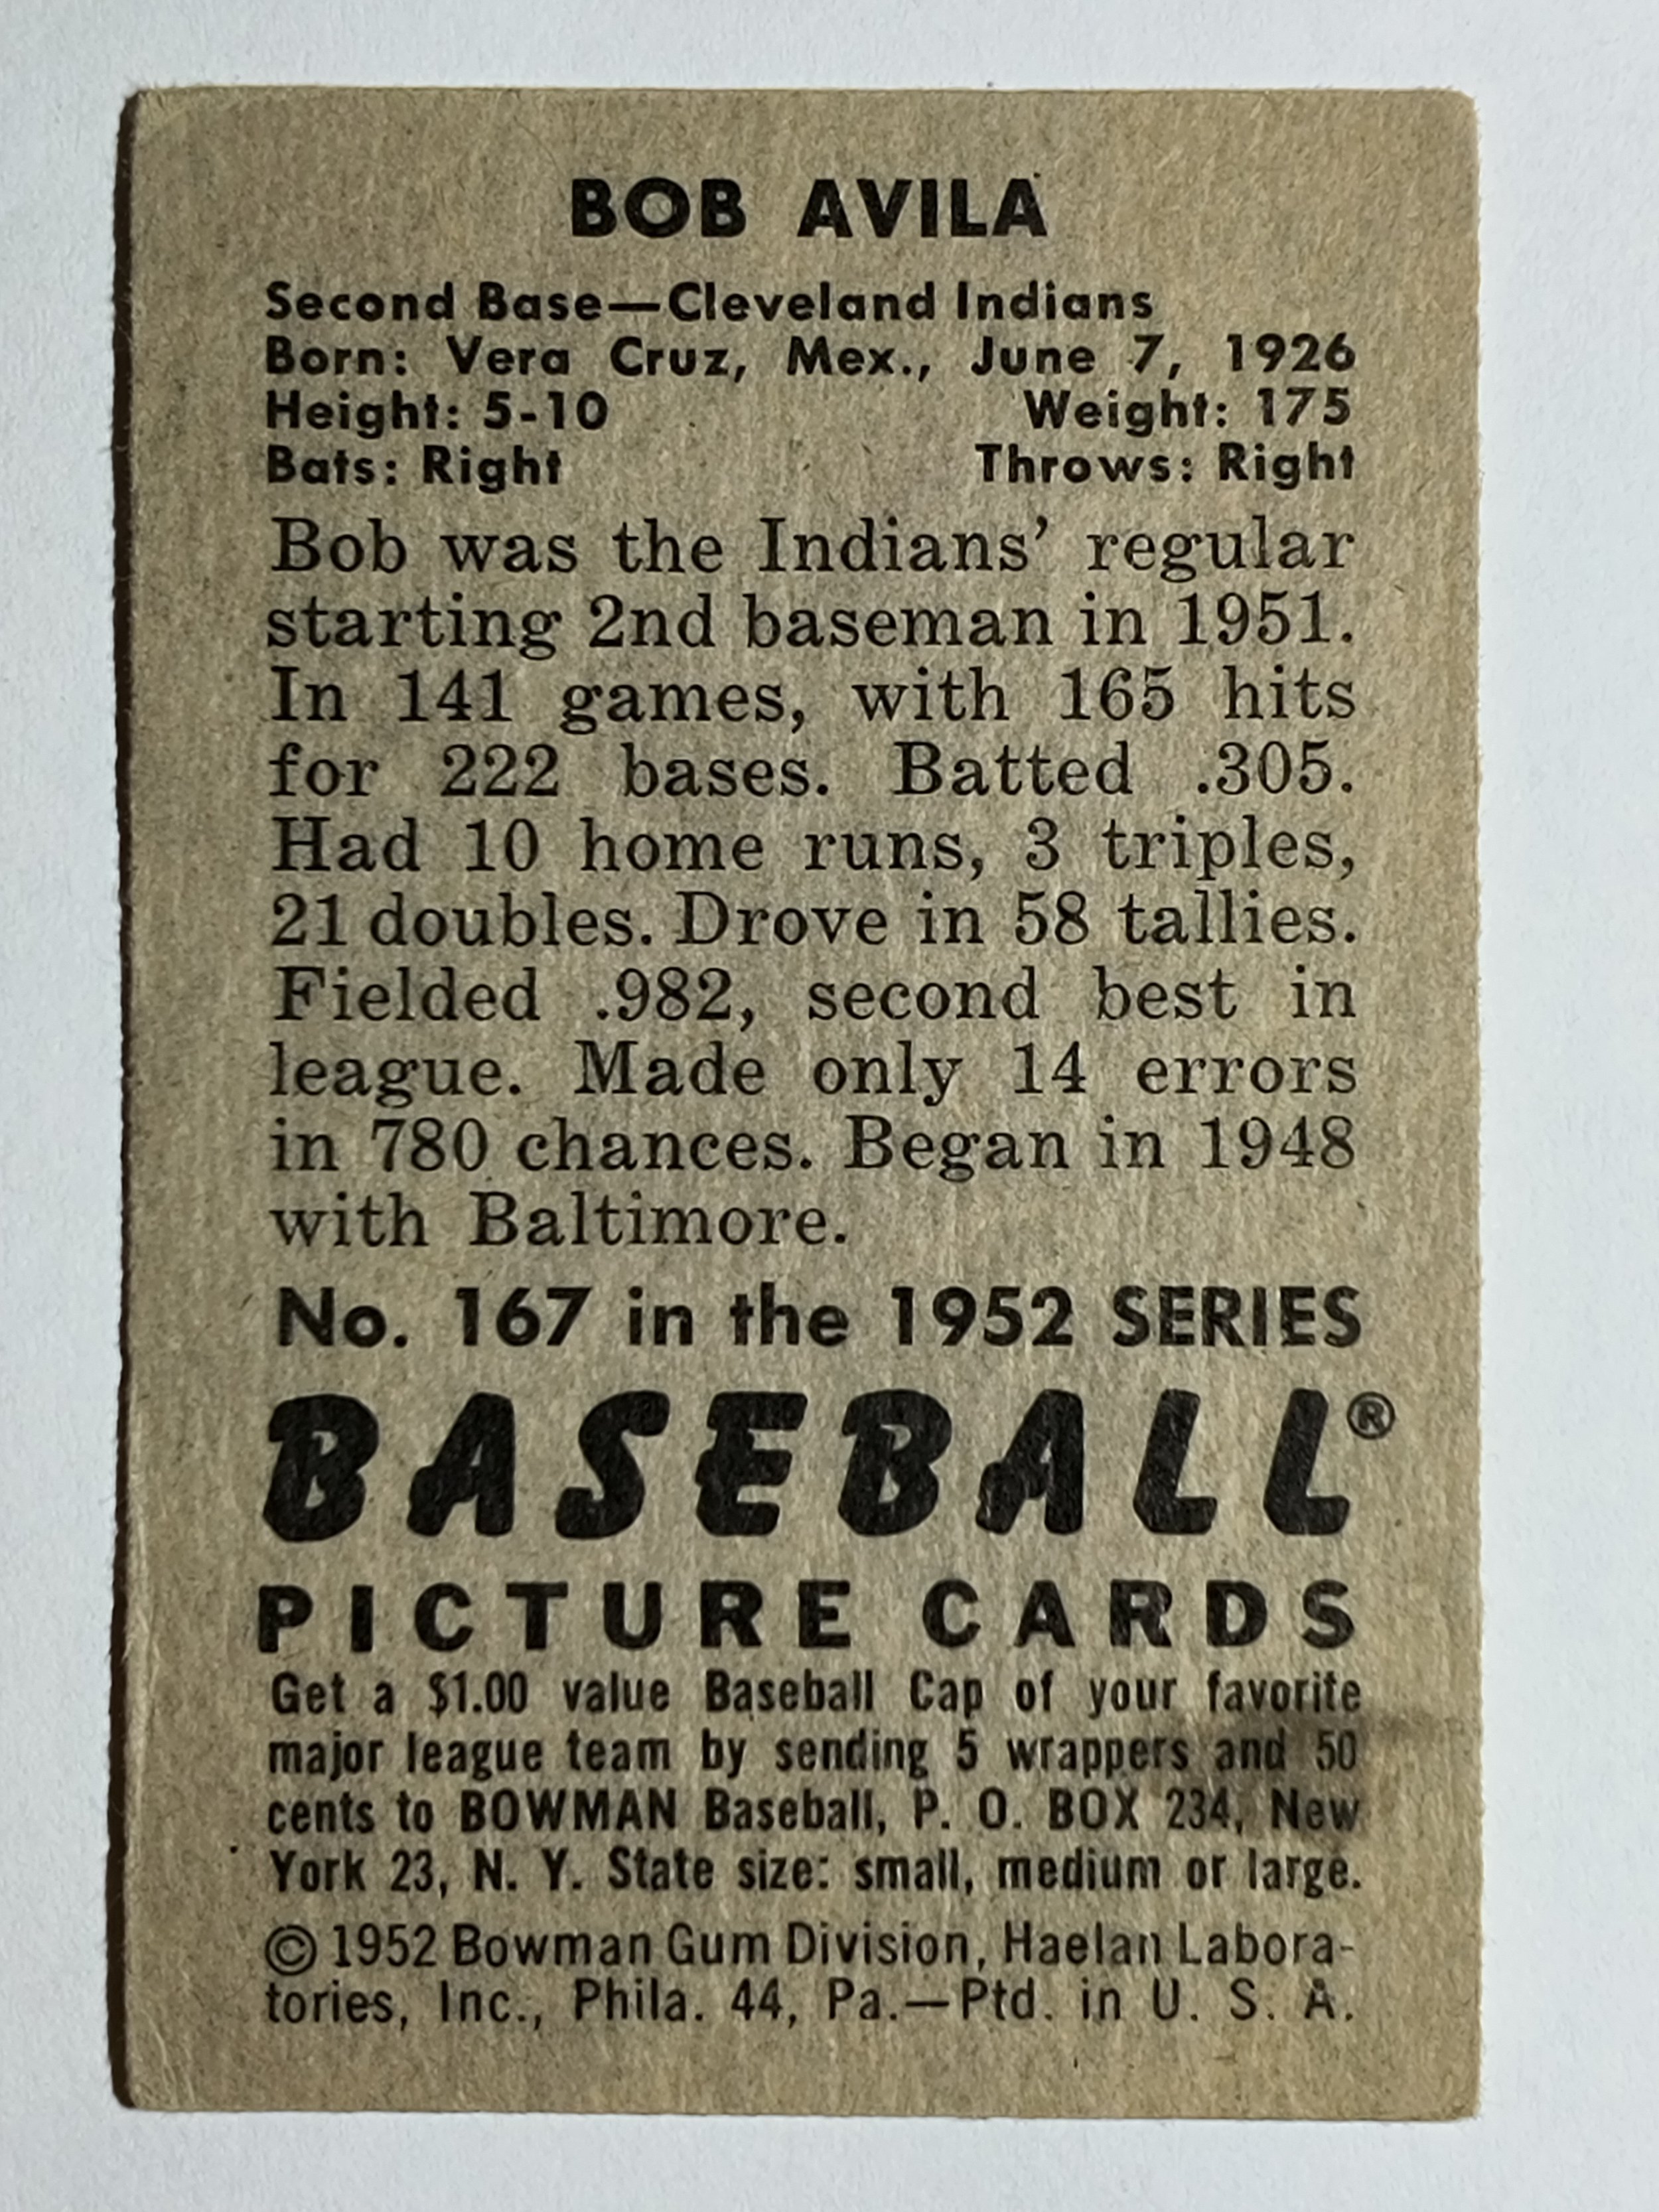 BOB AVILA
Second Base—Cleveland Indians
Born: Vera Cruz, Mex., June 7, 1926
Height: 5-10 Weight: 175
Bats: Right Throws: Right
Bob was the Indians’ regular
starting 2nd baseman in 1951.
In 141 games, with 165 hits
for 222 bases. Batted .305.
Had 10 home runs, 3 triples,
21 doubles. Drove in 58 tallies.
Fielded .982, second best in
league. Made only 14 errors
in 780 chances. Began in 1948
with Baltimore.
No. 167 in the 1952 SERIES
BASEBALL®
PICTURE CARDS
Get a $1.00 value Baseball Cap of your favorite
major league team by sending 5 wrappers and 50
cents to BOWMAN Baseball, P. O. BOX 234, New
York 23, N. Y. State size: small, medium or large.
© 1952 Bowman Gum Division, Haelan Labora-
tories, Inc., Phila. 44, Pa.—Ptd. in U. S. A.